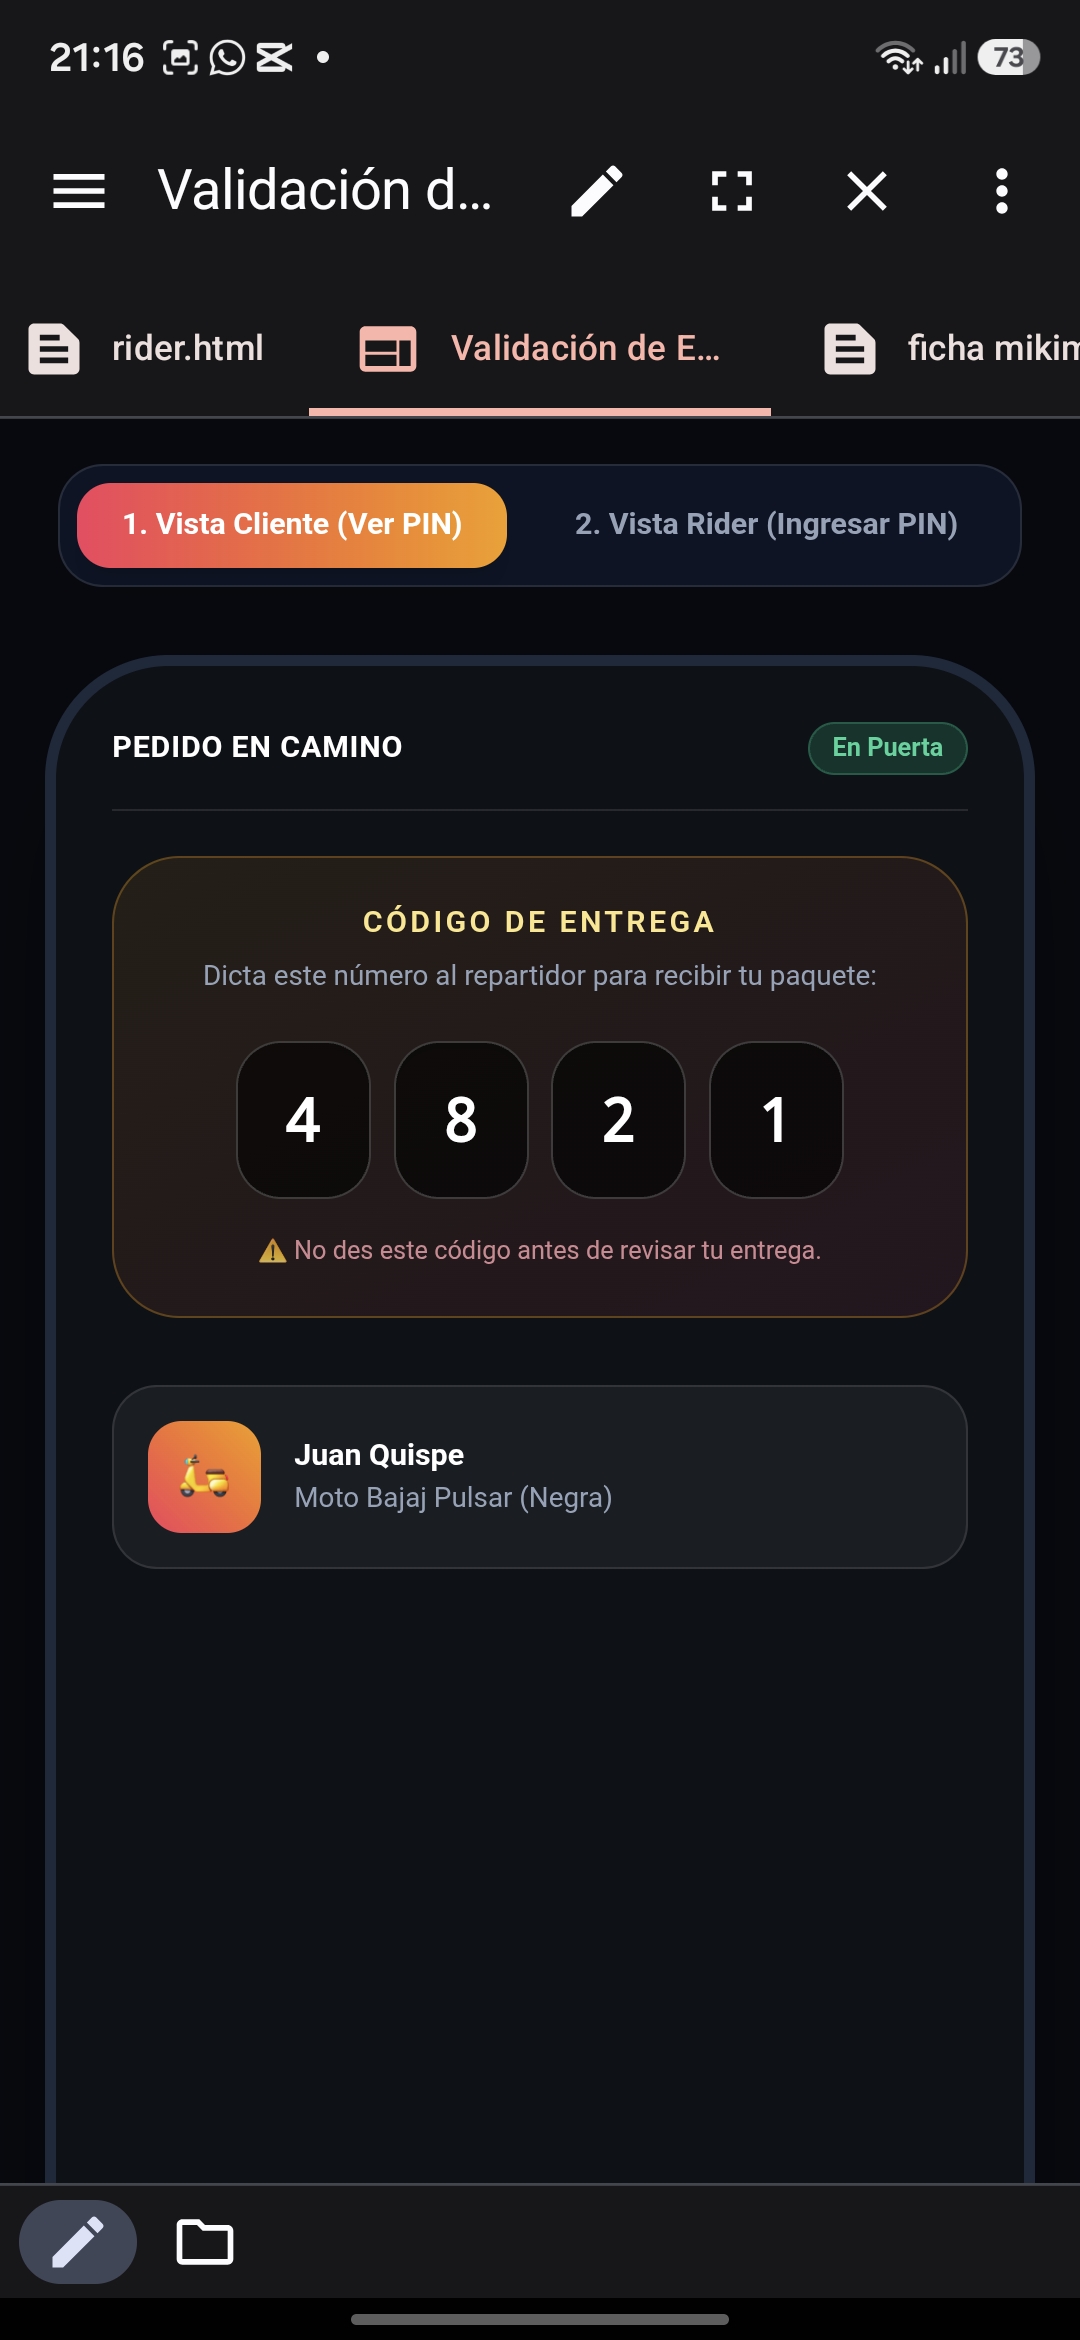 21:16
73
Validación d...
rider.html
Validación de E...
ficha mikim
1. Vista Cliente (Ver PIN)
2. Vista Rider (Ingresar PIN)
PEDIDO EN CAMINO
En Puerta
CÓDIGO DE ENTREGA
Dicta este número al repartidor para recibir tu paquete:
4 8 2 1
⚠️ No des este código antes de revisar tu entrega.
Juan Quispe
Moto Bajaj Pulsar (Negra)